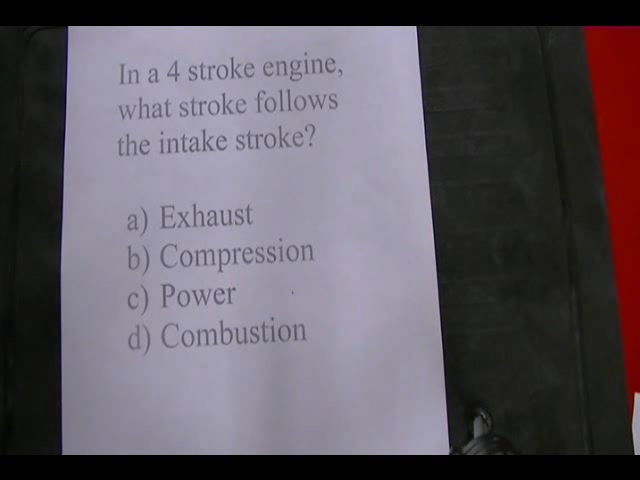 In a 4 stroke engine,
what stroke follows
the intake stroke?
a) Exhaust
b) Compression
c) Power
d) Combustion